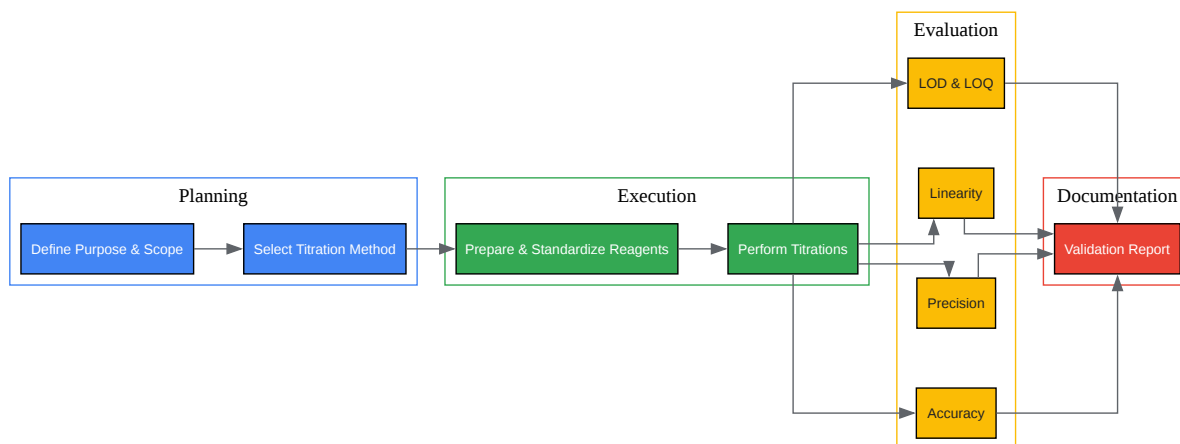 Planning
Define Purpose & Scope
Select Titration Method
Execution
Prepare & Standardize Reagents
Perform Titrations
Evaluation
LOD & LOQ
Linearity
Precision
Accuracy
Documentation
Validation Report